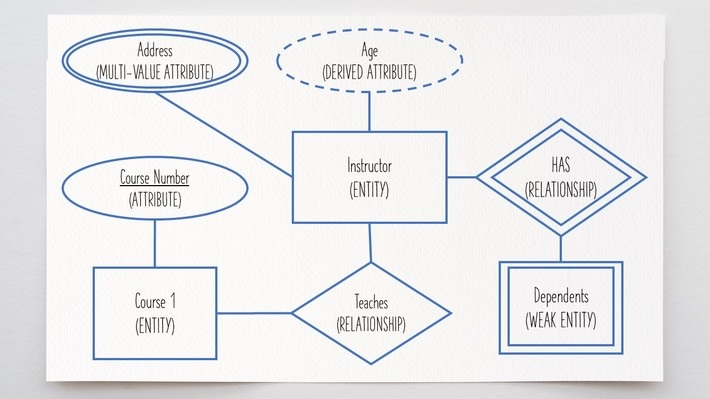 Address
(MULTI-VALUE ATTRIBUTE)
Age
(DERIVED ATTRIBUTE)
Instructor
(ENTITY)
HAS
(RELATIONSHIP)
Course Number
(ATTRIBUTE)
Course 1
(ENTITY)
Teaches
(RELATIONSHIP)
Dependents
(WEAK ENTITY)